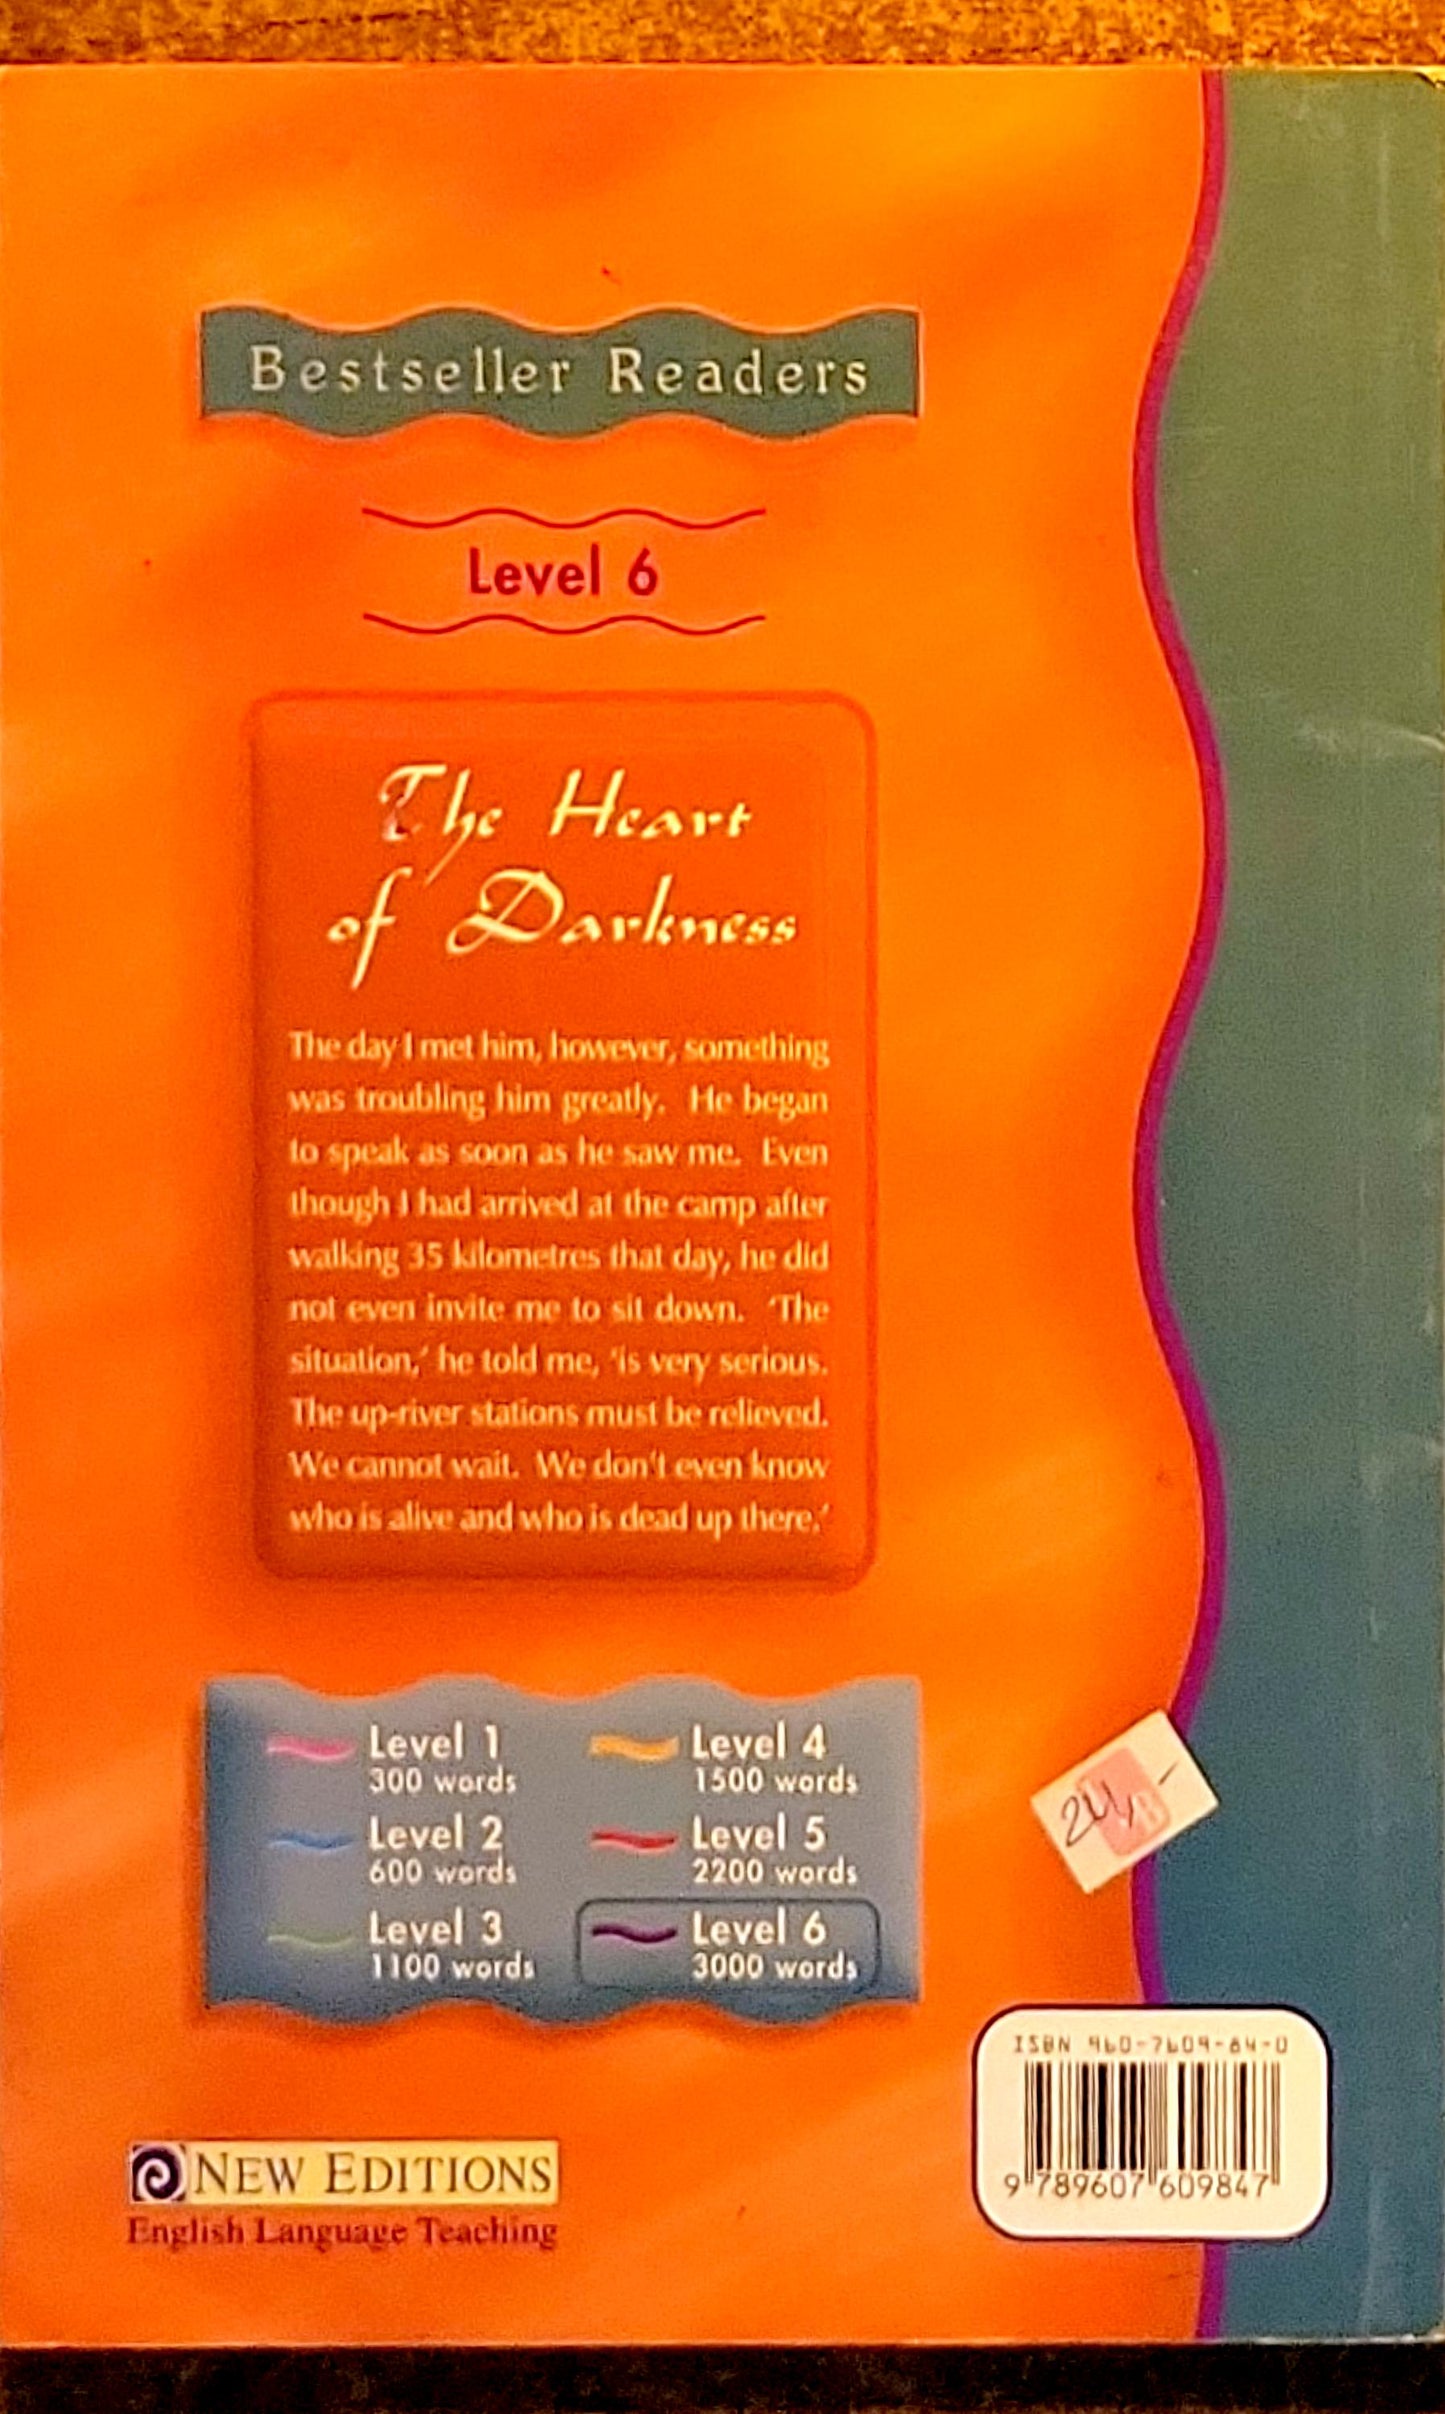 Bestseller Readers
Level 6
The Heart
of Darkness
The day I met him, however, something
was troubling him greatly. He began
to speak as soon as he saw me. Even
though I had arrived at the camp after
walking 35 kilometres that day, he did
not even invite me to sit down. ‘The
situation,’ he told me, ‘is very serious.
The up-river stations must be relieved.
We cannot wait. We don't even know
who is alive and who is dead up there.’
Level 1
300 words
Level 2
600 words
Level 3
1100 words
Level 4
1500 words
Level 5
2200 words
Level 6
3000 words
NEW EDITIONS
English Language Teaching
ISBN 960-7609-84-0
9 789607 609847